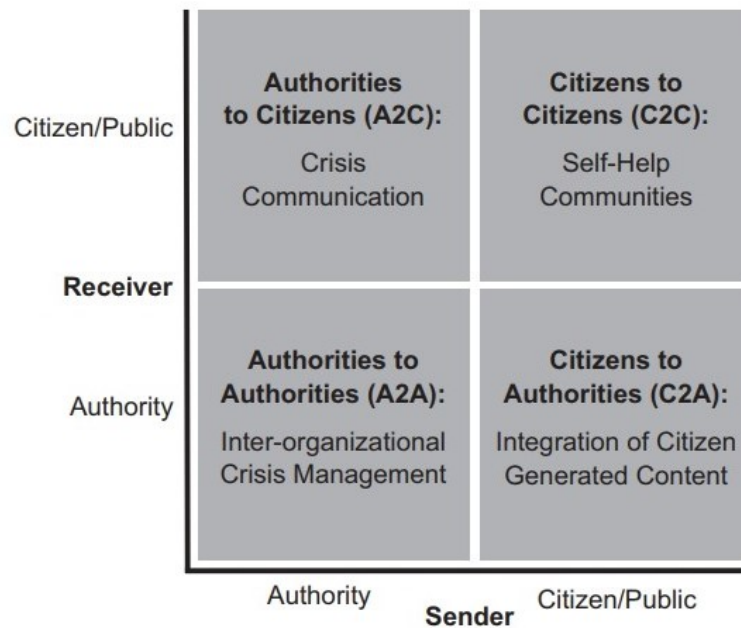 Citizen/Public
Authorities
to Citizens (A2C):
Crisis
Communication
Citizens to
Citizens (C2C):
Self-Help
Communities
Receiver
Authority
Authorities to
Authorities (A2A):
Inter-organizational
Crisis Management
Citizens to
Authorities (C2A):
Integration of Citizen
Generated Content
Authority
Sender
Citizen/Public